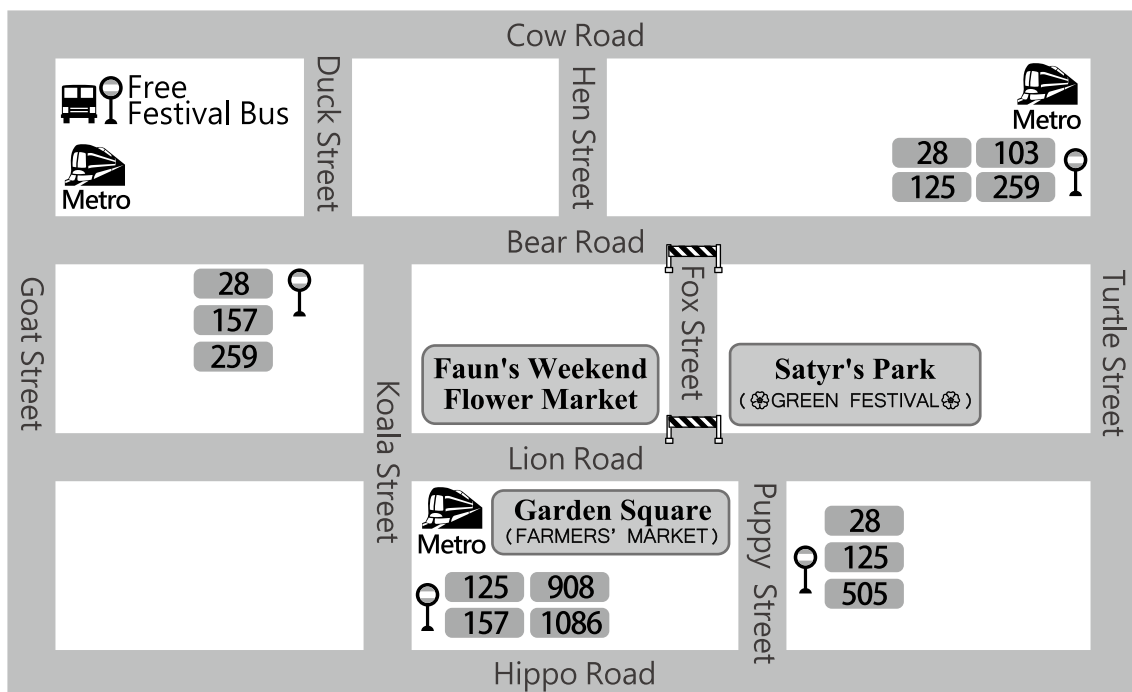 Cow Road
Free
Festival Bus
Metro
Duck Street
Hen Street
Metro
28 103
125 259
Bear Road
Goat Street
28
157
259
Koala Street
Faun's Weekend
Flower Market
Fox Street
Satyr's Park
(❀GREEN FESTIVAL❀)
Turtle Street
Lion Road
Metro
Garden Square
(FARMERS' MARKET)
125 908
157 1086
Puppy Street
28
125
505
Hippo Road